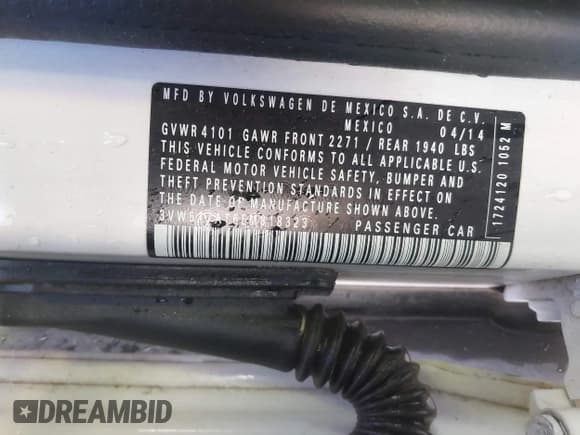 MFD BY VOLKSWAGEN DE MEXICO S.A. DE C.V.
MEXICO 04/14
GVWR 4101 GAWR FRONT 2271 / REAR 1940 LBS
THIS VEHICLE CONFORMS TO ALL APPLICABLE U.S.
FEDERAL MOTOR VEHICLE SAFETY, BUMPER AND
THEFT PREVENTION STANDARDS IN EFFECT ON
THE DATE OF MANUFACTURE SHOWN ABOVE.
PASSENGER CAR
1724120 1052 M
DREAMBID